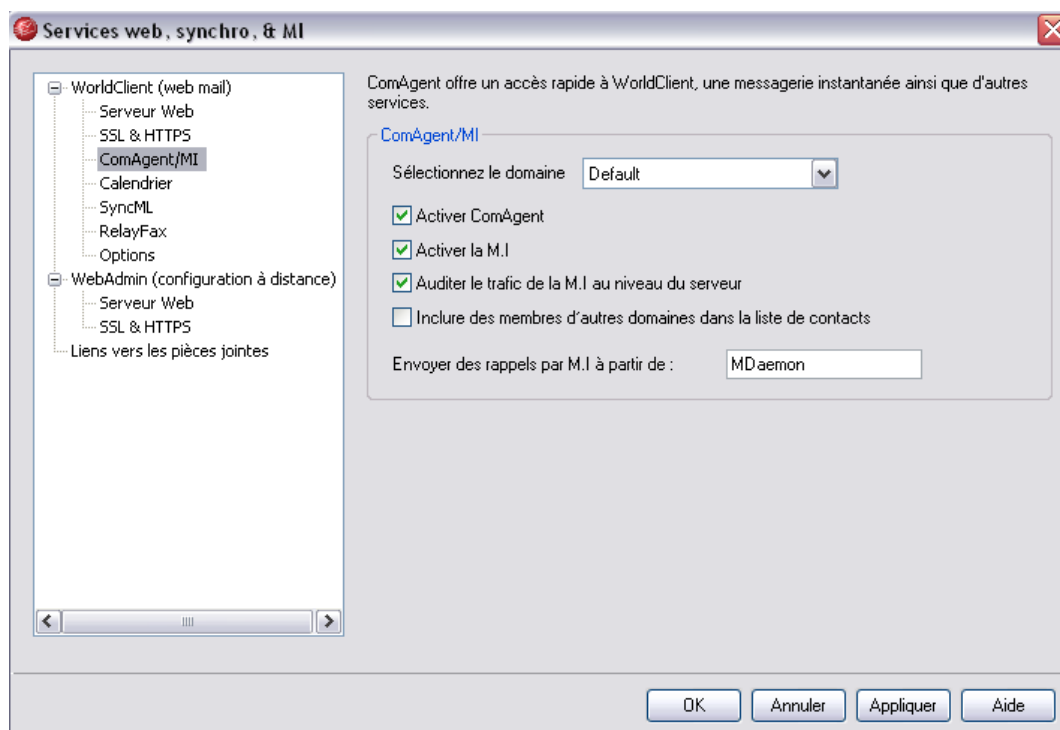 Services web, synchro, & MI
WorldClient (web mail)
Serveur Web
SSL & HTTPS
ComAgent/MI
Calendrier
SyncML
RelayFax
Options
WebAdmin (configuration à distance)
Serveur Web
SSL & HTTPS
Liens vers les pièces jointes
ComAgent offre un accès rapide à WorldClient, une messagerie instantanée ainsi que d'autres
services.
ComAgent/MI
Sélectionnez le domaine Default
Activer ComAgent
Activer la M.I
Auditer le trafic de la M.I au niveau du serveur
Inclure des membres d´autres domaines dans la liste de contacts
Envoyer des rappels par M.I à partir de : MDaemon
OK Annuler Appliquer Aide